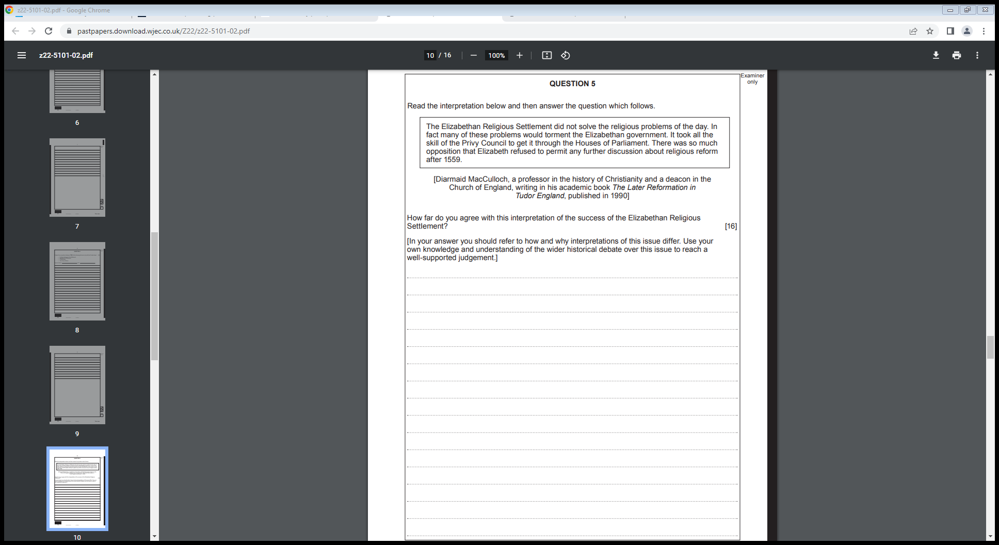 z22-5101-02.pdf - Google Chrome
pastpapers.download.wjec.co.uk/Z22/z22-5101-02.pdf
z22-5101-02.pdf
10 / 16
100%
6
7
8
9
10
Examiner
only
QUESTION 5
Read the interpretation below and then answer the question which follows.
The Elizabethan Religious Settlement did not solve the religious problems of the day. In
fact many of these problems would torment the Elizabethan government. It took all the
skill of the Privy Council to get it through the Houses of Parliament. There was so much
opposition that Elizabeth refused to permit any further discussion about religious reform
after 1559.
[Diarmaid MacCulloch, a professor in the history of Christianity and a deacon in the
Church of England, writing in his academic book The Later Reformation in
Tudor England, published in 1990]
How far do you agree with this interpretation of the success of the Elizabethan Religious
Settlement? [16]
[In your answer you should refer to how and why interpretations of this issue differ. Use your
own knowledge and understanding of the wider historical debate over this issue to reach a
well-supported judgement.]